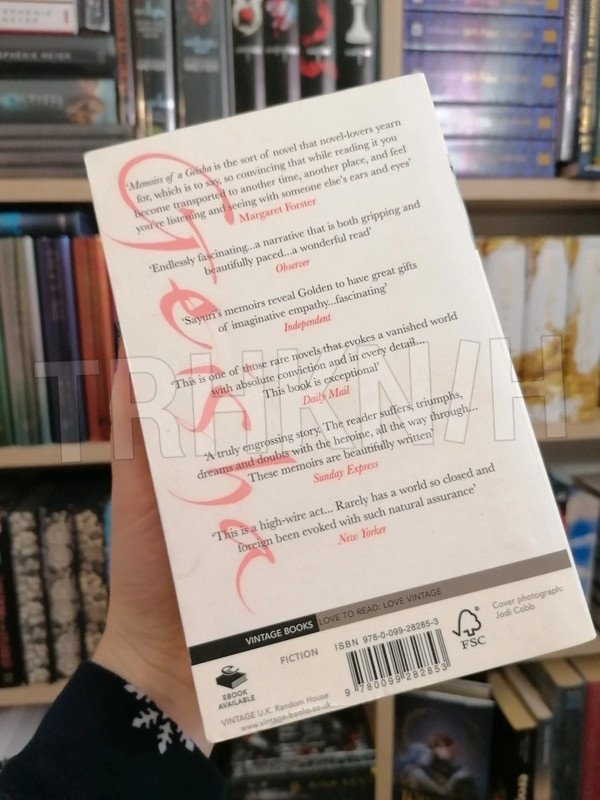 'Memoirs of a Geisha is the sort of novel that novel-lovers yearn
for, which is to say, so convincing that while reading it you
become transported to another time, another place, and feel
you're listening and seeing with someone else's ears and eyes'
Margaret Forster
'Endlessly fascinating...a narrative that is both gripping and
beautifully paced...a wonderful read'
Observer
'Sayuri's memoirs reveal Golden to have great gifts
of imaginative empathy...fascinating'
Independent
'This is one of those rare novels that evokes a vanished world
with absolute conviction and in every detail...
This book is exceptional'
Daily Mail
'A truly engrossing story. The reader suffers, triumphs,
dreams and doubts with the heroine, all the way through...
These memoirs are beautifully written'
Sunday Express
'This is a high-wire act... Rarely has a world so closed and
foreign been evoked with such natural assurance'
New Yorker
Geisha
VINTAGE BOOKS LOVE TO READ: LOVE VINTAGE
FICTION
ISBN 978-0-099-28285-3
9 780099 282853
FSC
Cover photograph:
Jodi Cobb
EBOOK
AVAILABLE
VINTAGE U.K. Random House
www.vintage-books.co.uk
TRHKN/H
STEPHENIE MEYER